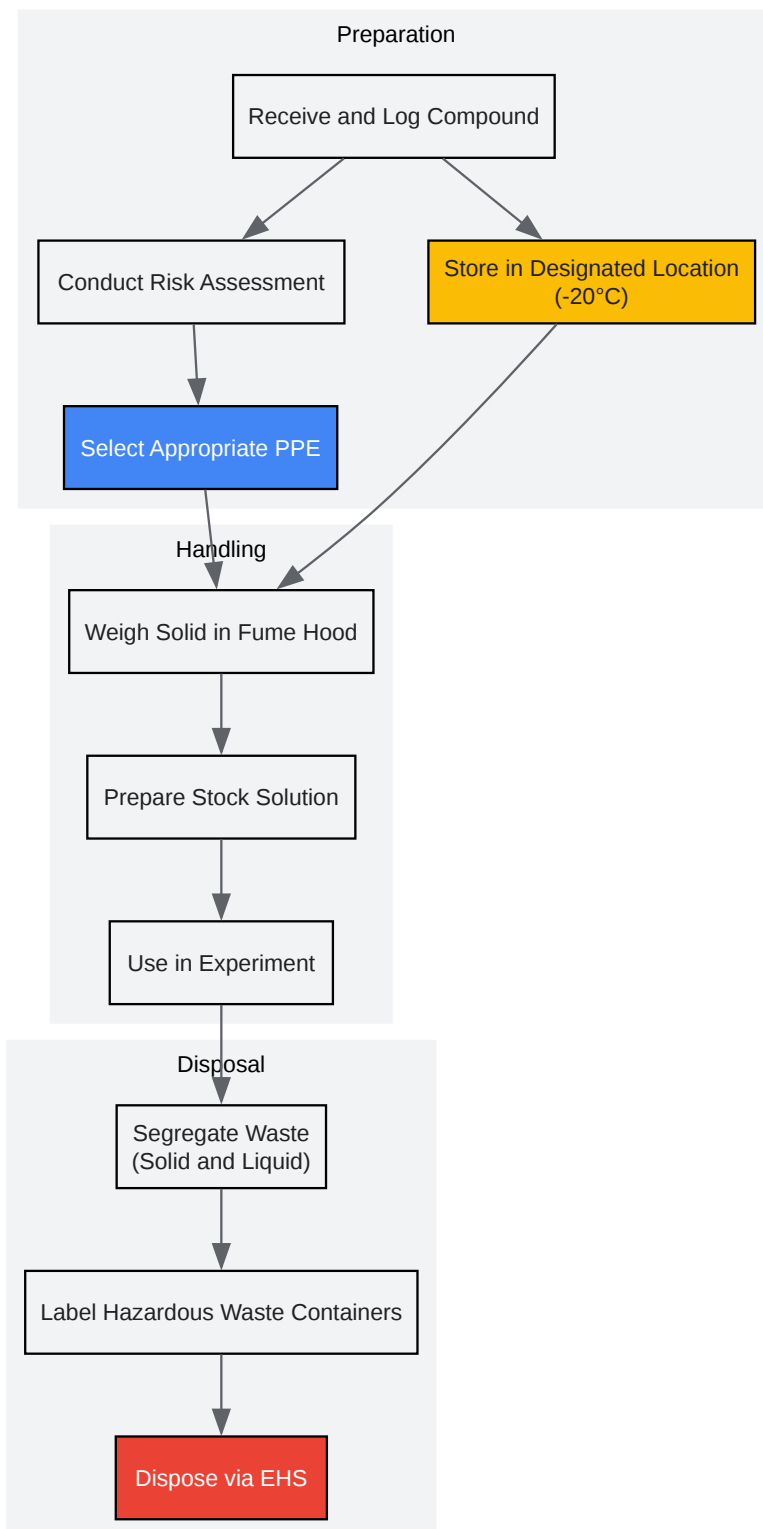 Preparation
Receive and Log Compound
Conduct Risk Assessment
Store in Designated Location
(-20°C)
Select Appropriate PPE
Handling
Weigh Solid in Fume Hood
Prepare Stock Solution
Use in Experiment
Disposal
Segregate Waste
(Solid and Liquid)
Label Hazardous Waste Containers
Dispose via EHS